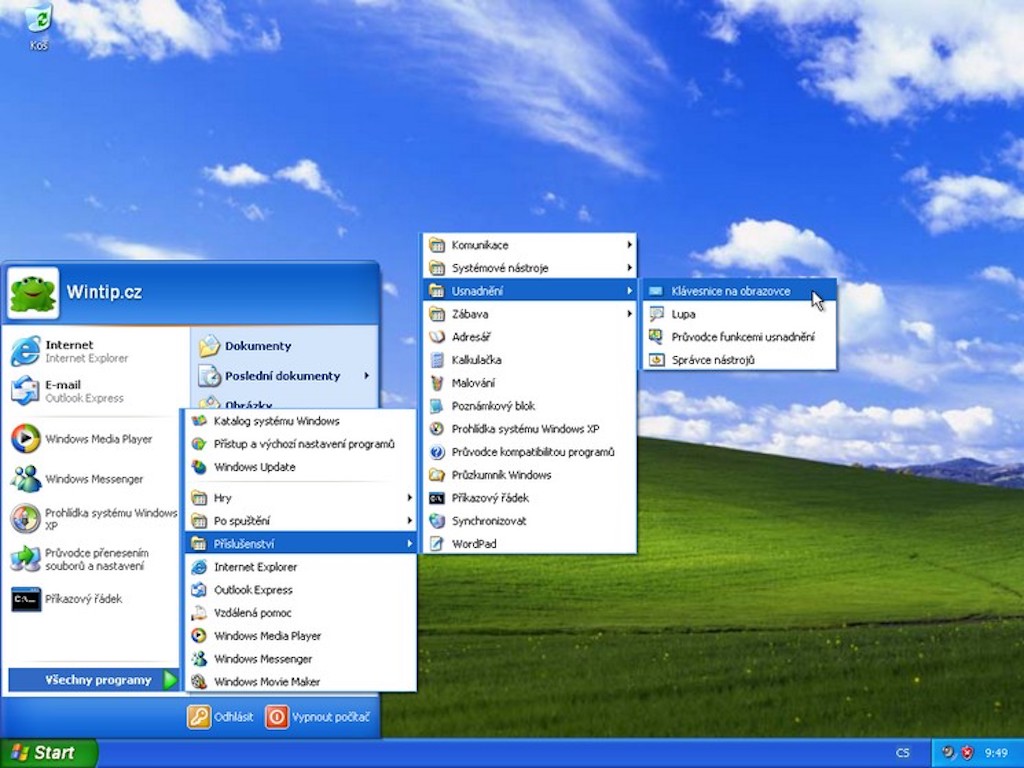 Koš
Wintip.cz
Internet
Internet Explorer
E-mail
Outlook Express
Windows Media Player
Windows Messenger
Prohlídka systému Windows
XP
Průvodce přenesením
souborů a nastavení
Příkazový řádek
Všechny programy
Dokumenty
Poslední dokumenty
Obrázky
Katalog systému Windows
Přístup a výchozí nastavení programů
Windows Update
Hry
Po spuštění
Příslušenství
Internet Explorer
Outlook Express
Vzdálená pomoc
Windows Media Player
Windows Messenger
Windows Movie Maker
Komunikace
Systémové nástroje
Usnadnění
Zábava
Adresář
Kalkulačka
Malování
Poznámkový blok
Prohlídka systému Windows XP
Průvodce kompatibilitou programů
Průzkumník Windows
Příkazový řádek
Synchronizovat
WordPad
Klávesnice na obrazovce
Lupa
Průvodce funkcemi usnadnění
Správce nástrojů
Odhlásit
Vypnout počítač
Start
CS
9:49